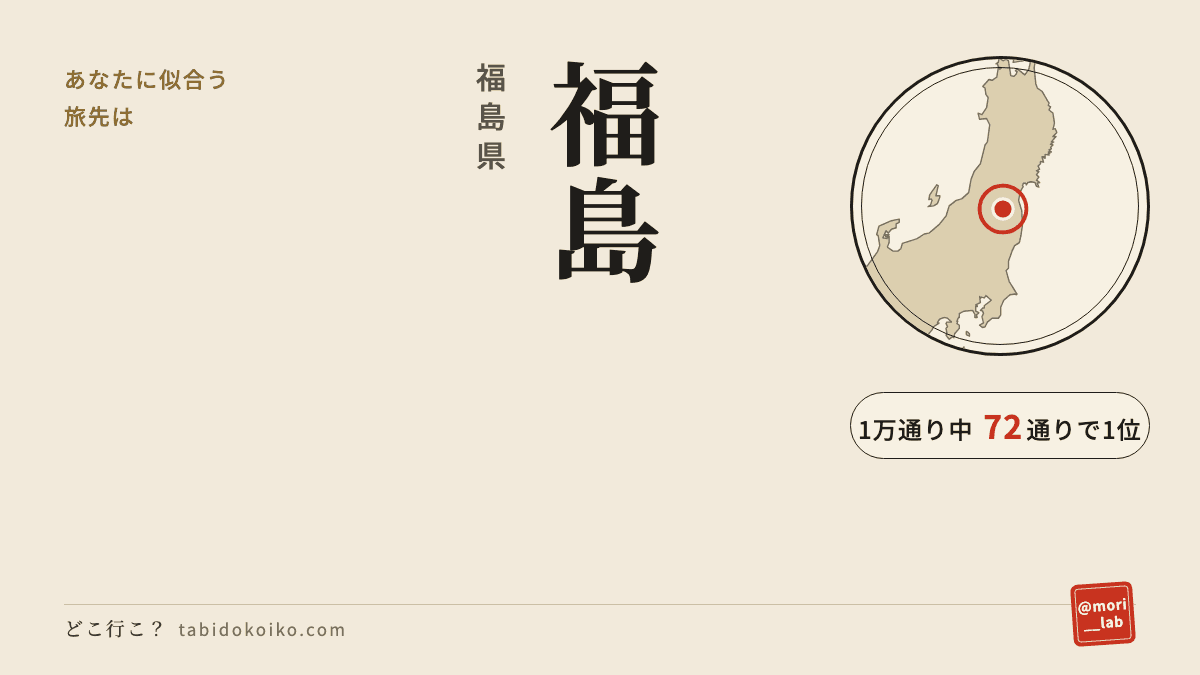 あなたに似合う
旅先は
福島
福島県
1万通り中 72通りで1位
どこ行こ？ tabidokoiko.com
@mori
__lab